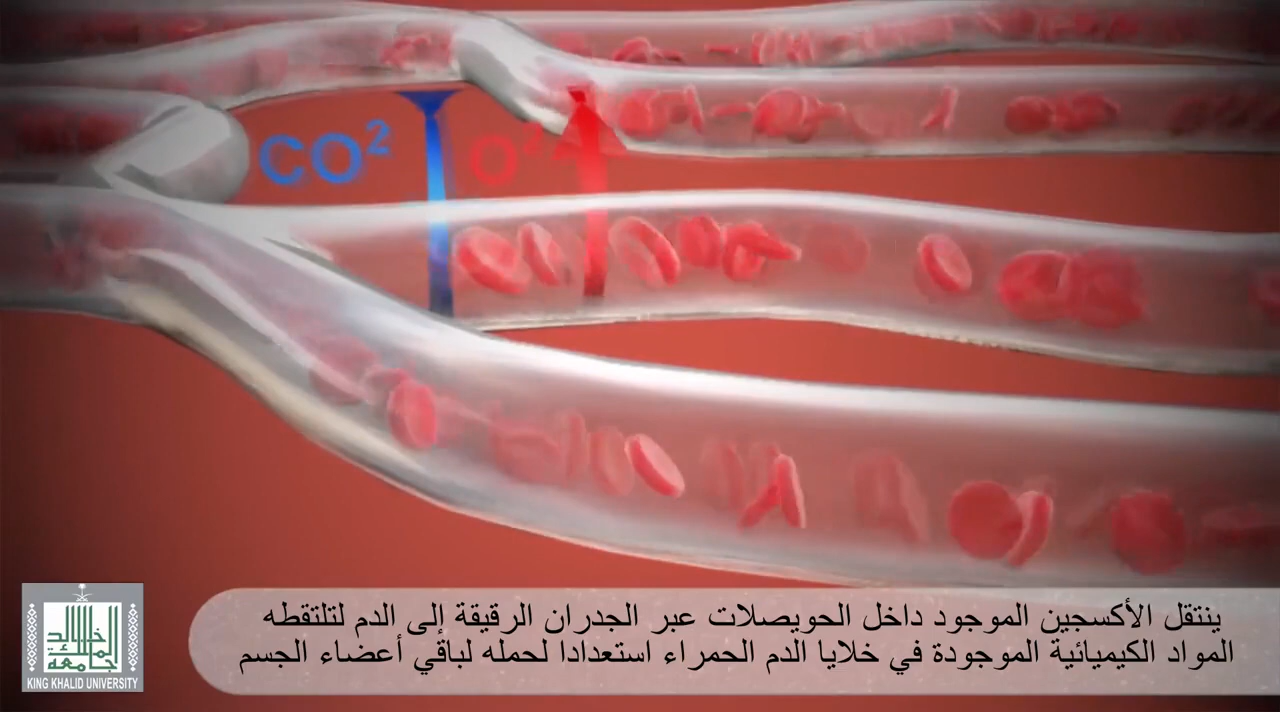 CO²
O²
ينتقل الأكسجين الموجود داخل الحويصلات عبر الجدران الرقيقة إلى الدم لتلتقطه
المواد الكيميائية الموجودة في خلايا الدم الحمراء استعدادا لحمله لباقي أعضاء الجسم
جامعة الملك خالد
KING KHALID UNIVERSITY